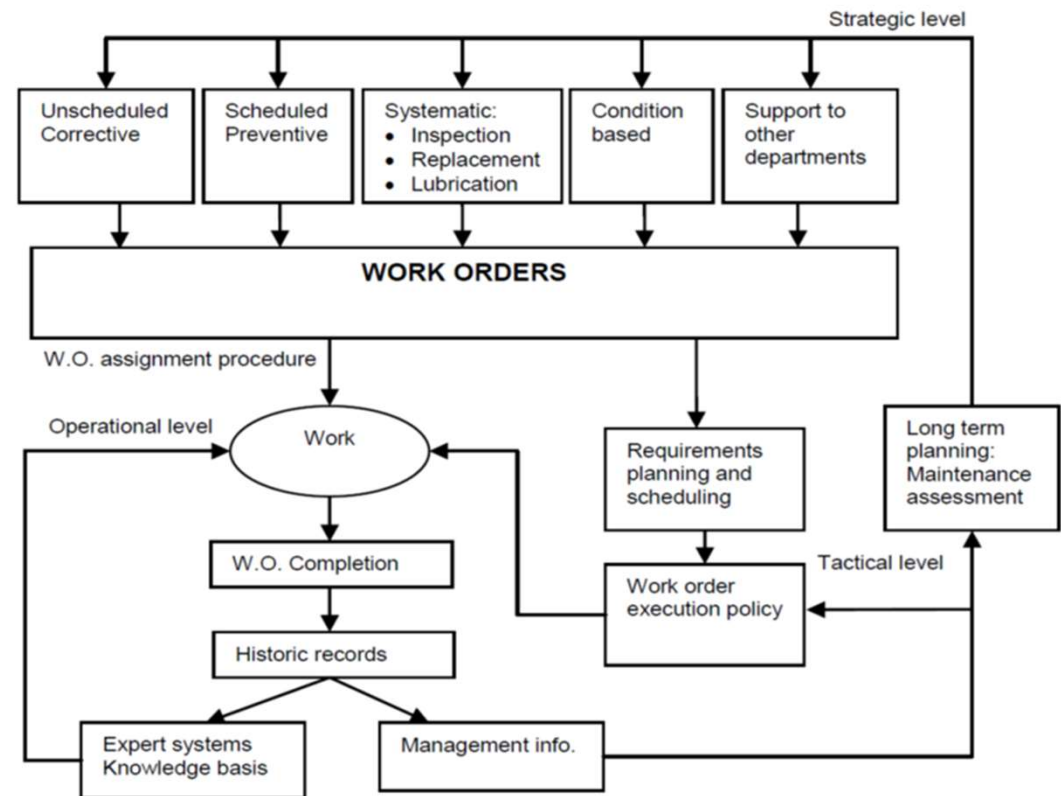 Strategic level
Unscheduled
Corrective
Scheduled
Preventive
Systematic:
• Inspection
• Replacement
• Lubrication
Condition
based
Support to
other
departments
WORK ORDERS
W.O. assignment procedure
Operational level
Work
Requirements
planning and
scheduling
Long term
planning:
Maintenance
assessment
W.O. Completion
Tactical level
Work order
execution policy
Historic records
Expert systems
Knowledge basis
Management info.